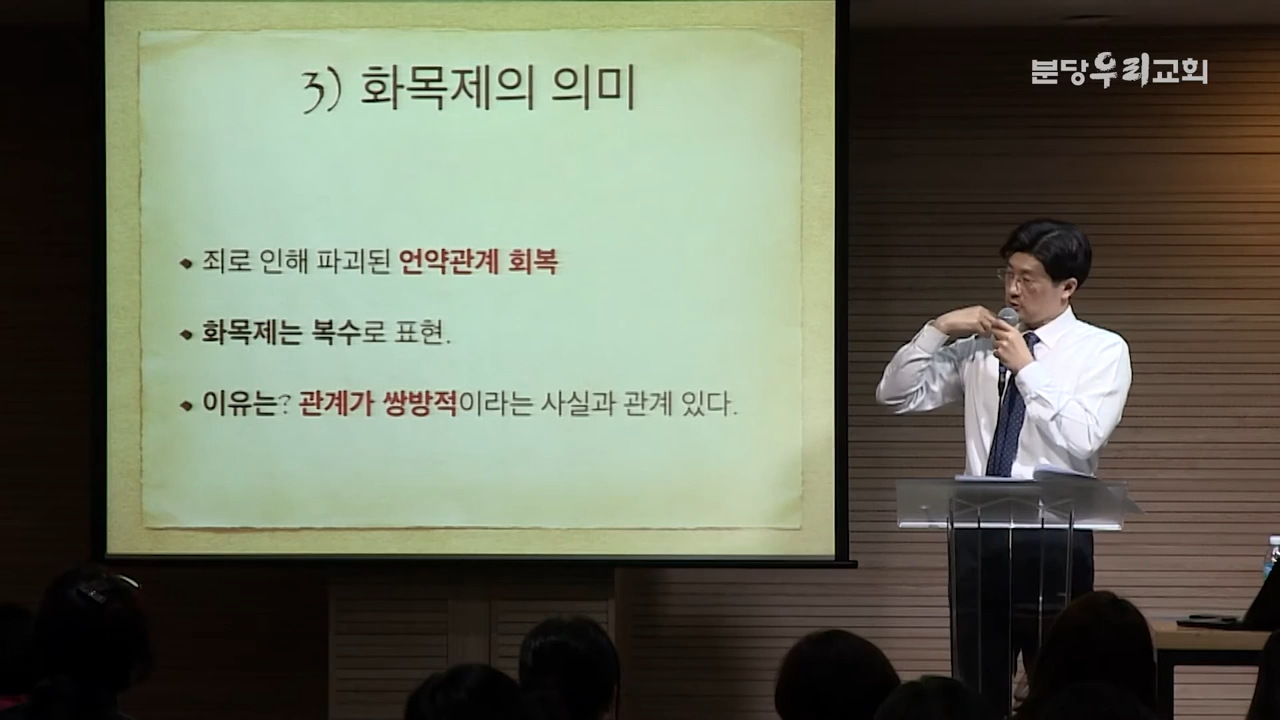 분당우리교회
3) 화목제의 의미
죄로 인해 파괴된 언약관계 회복
화목제는 복수로 표현.
이유는? 관계가 쌍방적이라는 사실과 관계 있다.